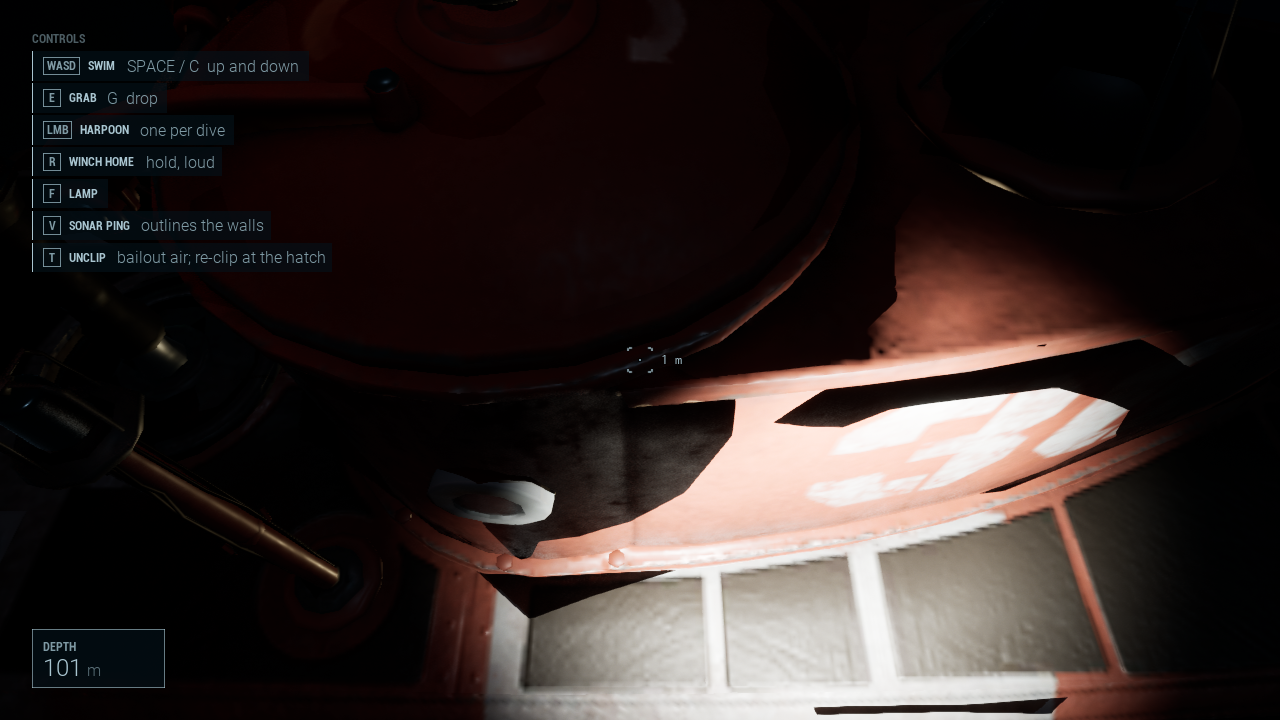 CONTROLS
WASD SWIM SPACE / C up and down
E GRAB G drop
LMB HARPOON one per dive
R WINCH HOME hold, loud
F LAMP
V SONAR PING outlines the walls
T UNCLIP bailout air; re-clip at the hatch
1 m
DEPTH
101 m